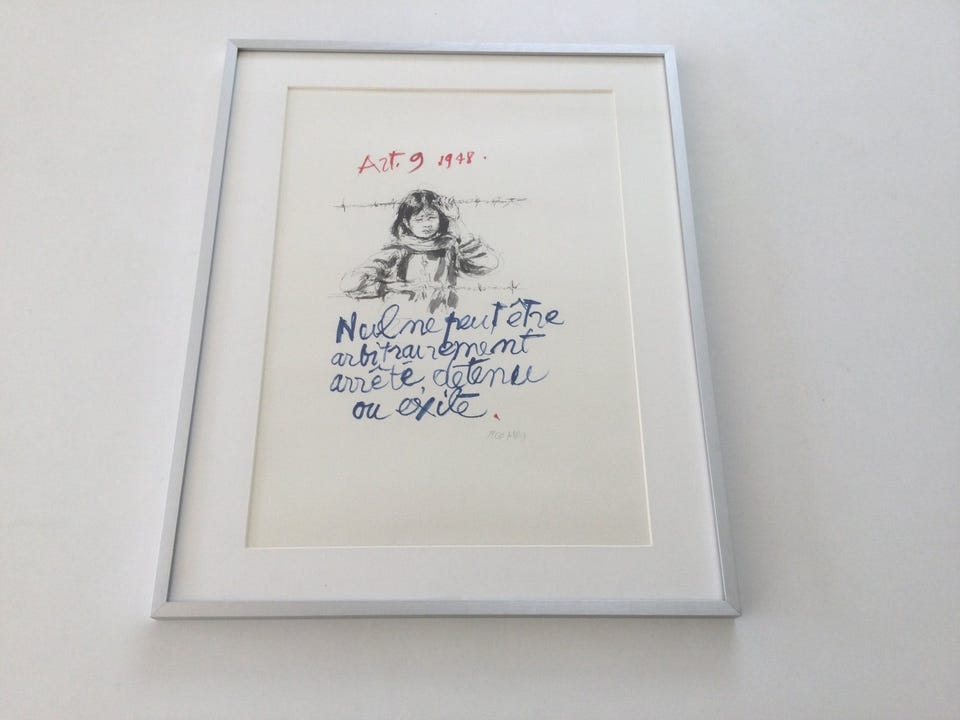 Art. 9 1948.
Nul ne peut être
arbitrairement
arrêté, détenu
ou exilé.